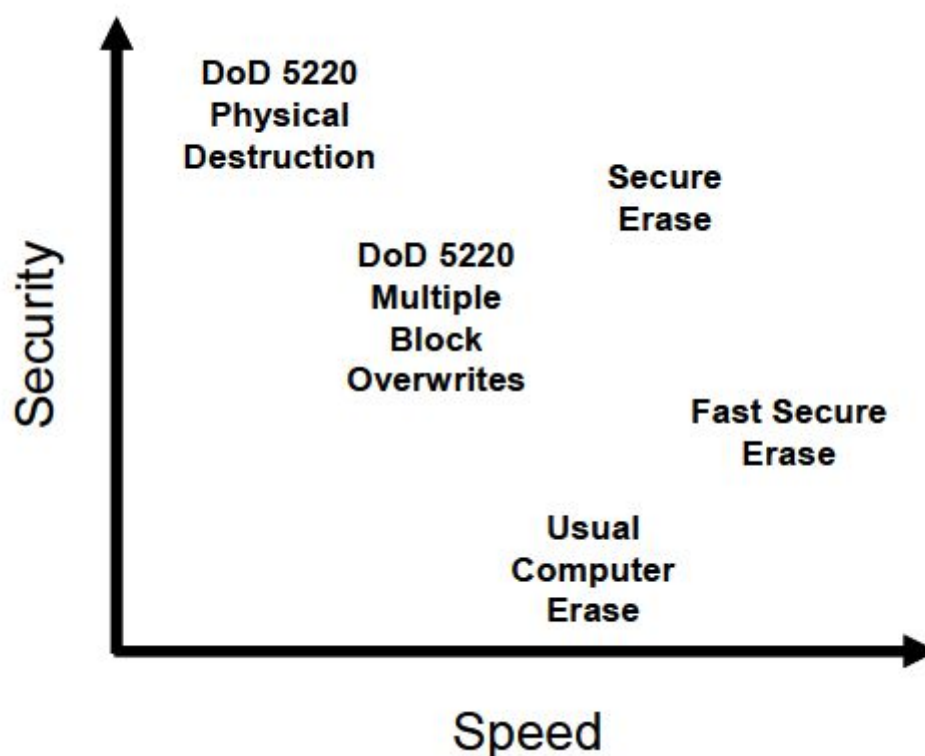 DoD 5220
Physical
Destruction
Secure
Erase
DoD 5220
Multiple
Block
Overwrites
Fast Secure
Erase
Usual
Computer
Erase
Security
Speed